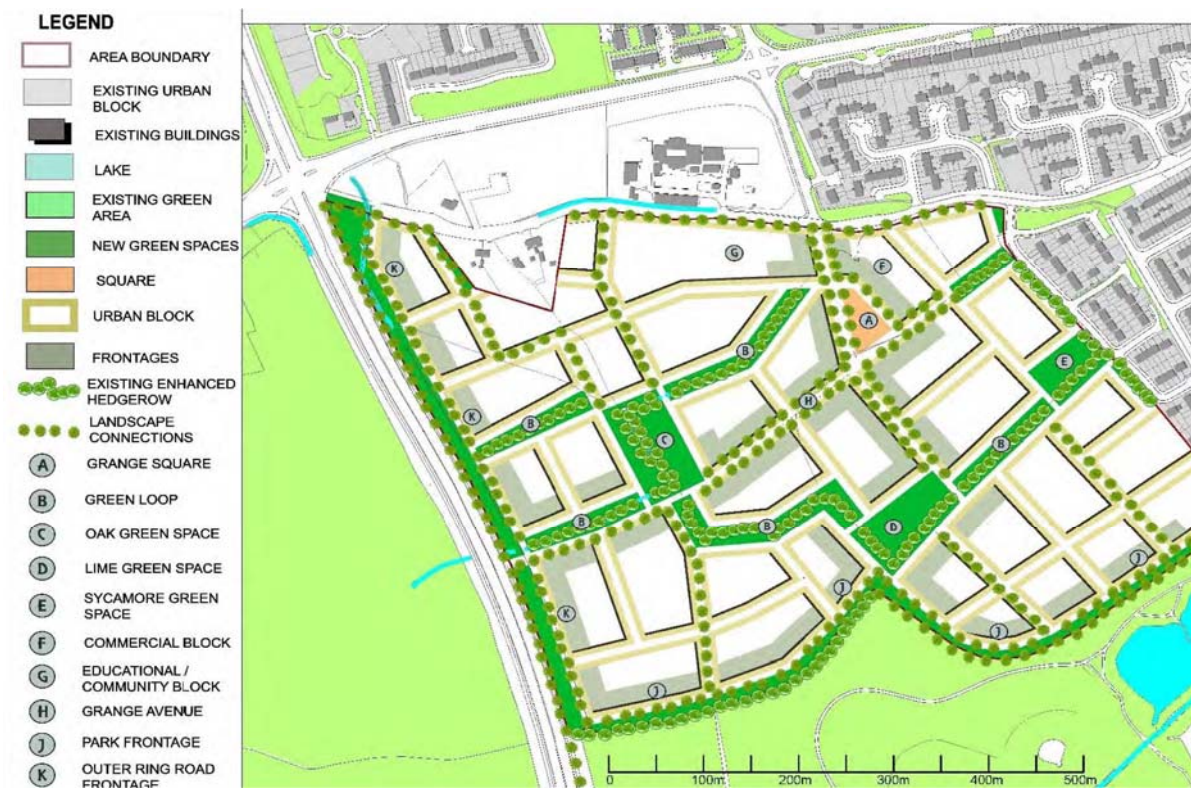 LEGEND
AREA BOUNDARY
EXISTING URBAN
BLOCK
EXISTING BUILDINGS
LAKE
EXISTING GREEN
AREA
NEW GREEN SPACES
SQUARE
URBAN BLOCK
FRONTAGES
EXISTING ENHANCED
HEDGEROW
LANDSCAPE
CONNECTIONS
A GRANGE SQUARE
B GREEN LOOP
C OAK GREEN SPACE
D LIME GREEN SPACE
E SYCAMORE GREEN
SPACE
F COMMERCIAL BLOCK
G EDUCATIONAL /
COMMUNITY BLOCK
H GRANGE AVENUE
J PARK FRONTAGE
K OUTER RING ROAD
FRONTAGE
G
F
K
A
B
E
H
K
B
C
B
B
B
D
J
J
K
J
J
0 100m 200m 300m 400m 500m